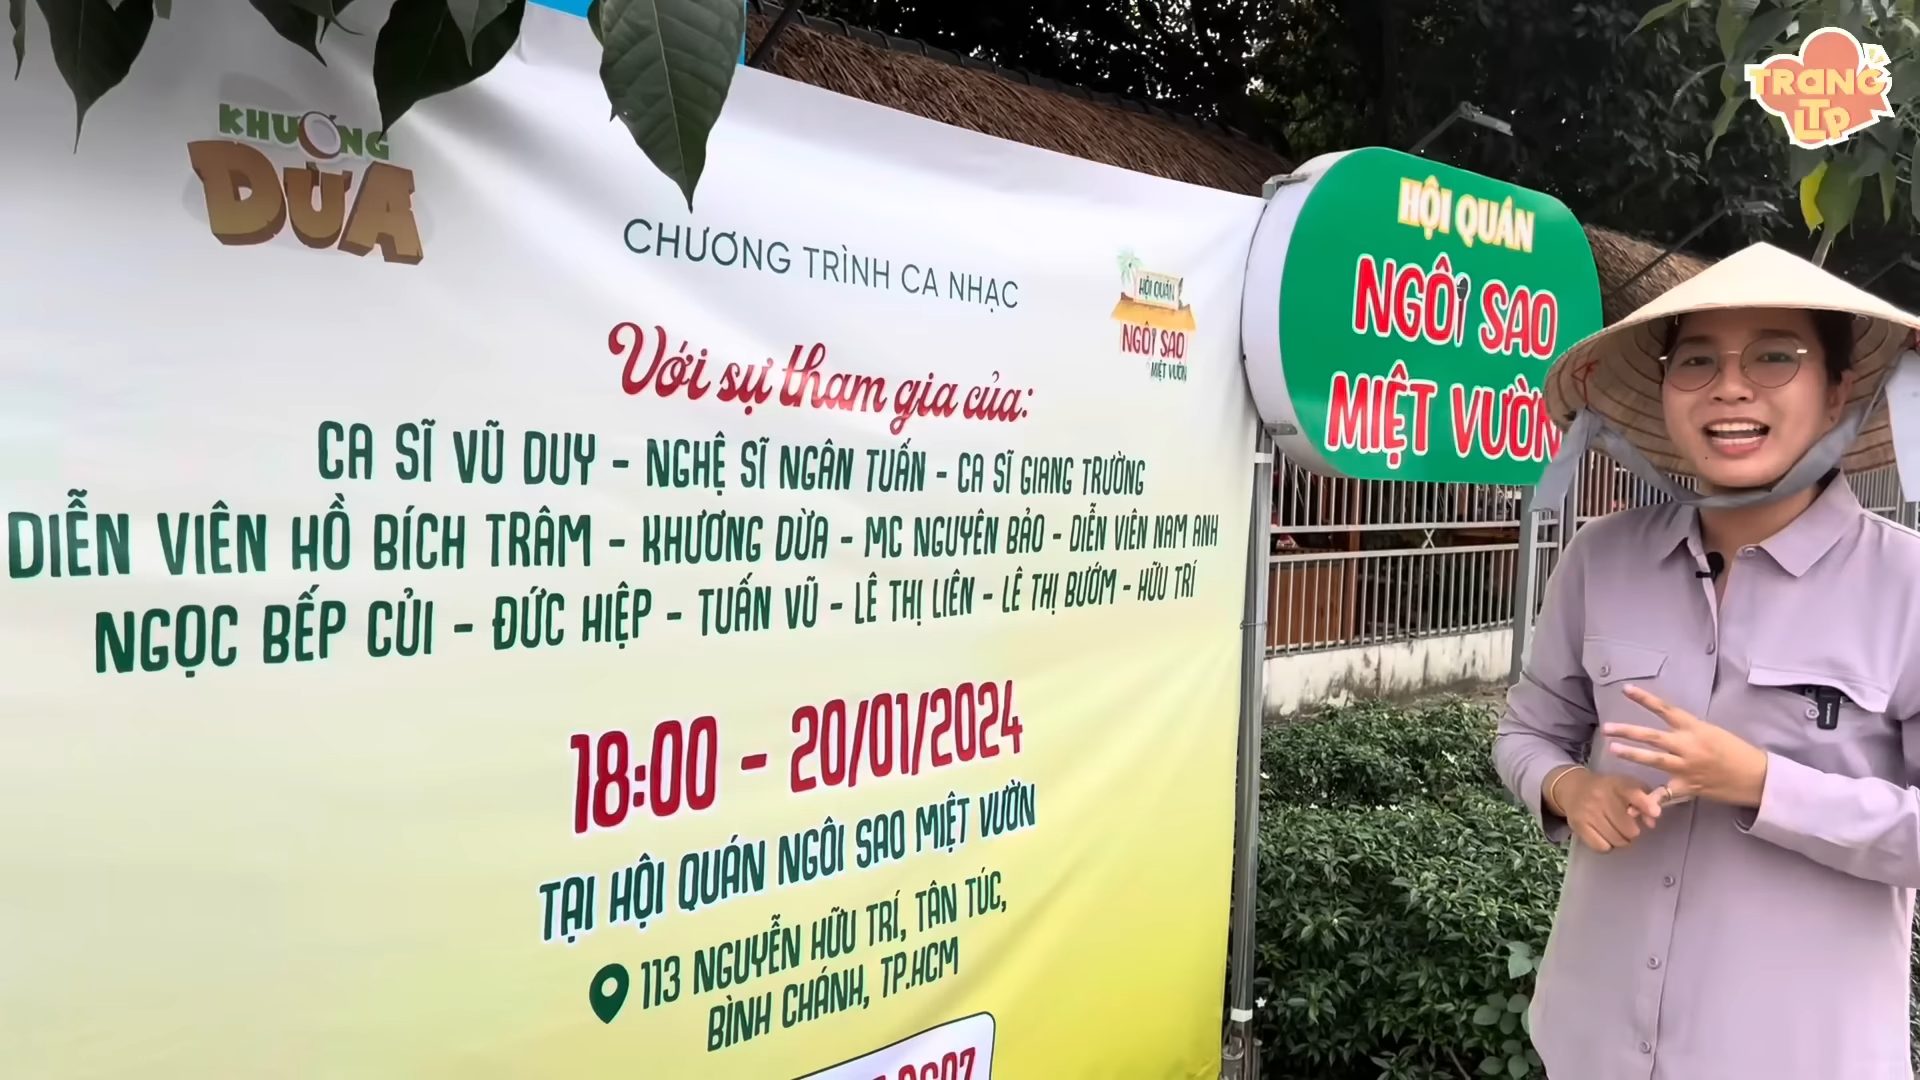 TRANG
LTP
KHƯƠNG
DỪA
CHƯƠNG TRÌNH CA NHẠC
Với sự tham gia của:
CA SĨ VŨ DUY - NGHỆ SĨ NGÂN TUẤN - CA SĨ GIANG TRƯỜNG
DIỄN VIÊN HỒ BÍCH TRÂM - KHƯƠNG DỪA - MC NGUYÊN BẢO - DIỄN VIÊN NAM ANH
NGỌC BẾP CỦI - ĐỨC HIỆP - TUẤN VŨ - LÊ THỊ LIÊN - LÊ THỊ BƯỚM - HỮU TRÍ
18:00 - 20/01/2024
TẠI HỘI QUÁN NGÔI SAO MIỆT VƯỜN
113 NGUYỄN HỮU TRÍ, TÂN TÚC,
BÌNH CHÁNH, TP.HCM
HỘI QUÁN
NGÔI SAO
MIỆT VƯỜN
HỘI QUÁN
NGÔI SAO
MIỆT VƯỜN